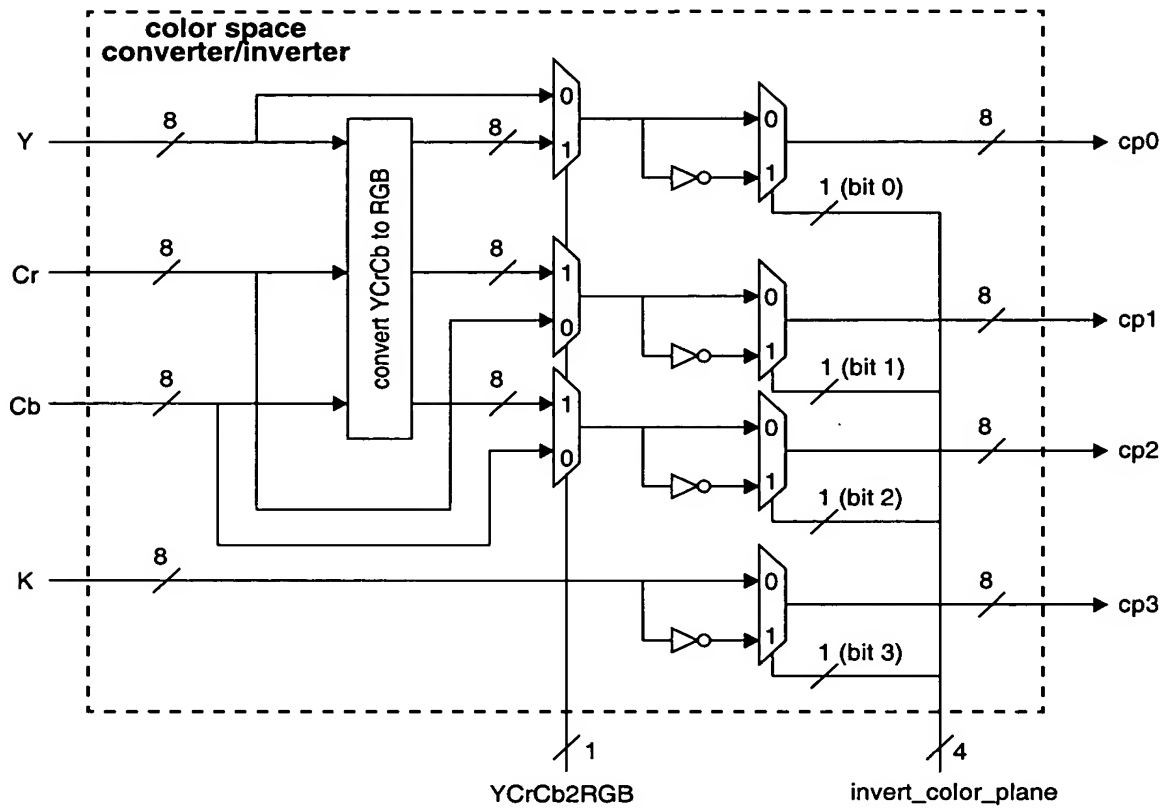 color space
converter/inverter
8
0
8
0
8
Y
8
1
1
cp0
1 (bit 0)
convert YCrCb to RGB
8
8
1
0
8
Cr
0
1
cp1
8
8
1
1 (bit 1)
Cb
0
8
cp2
0
1
8
1 (bit 2)
K
0
8
cp3
1
1 (bit 3)
1
4
YCrCb2RGB
invert_color_plane